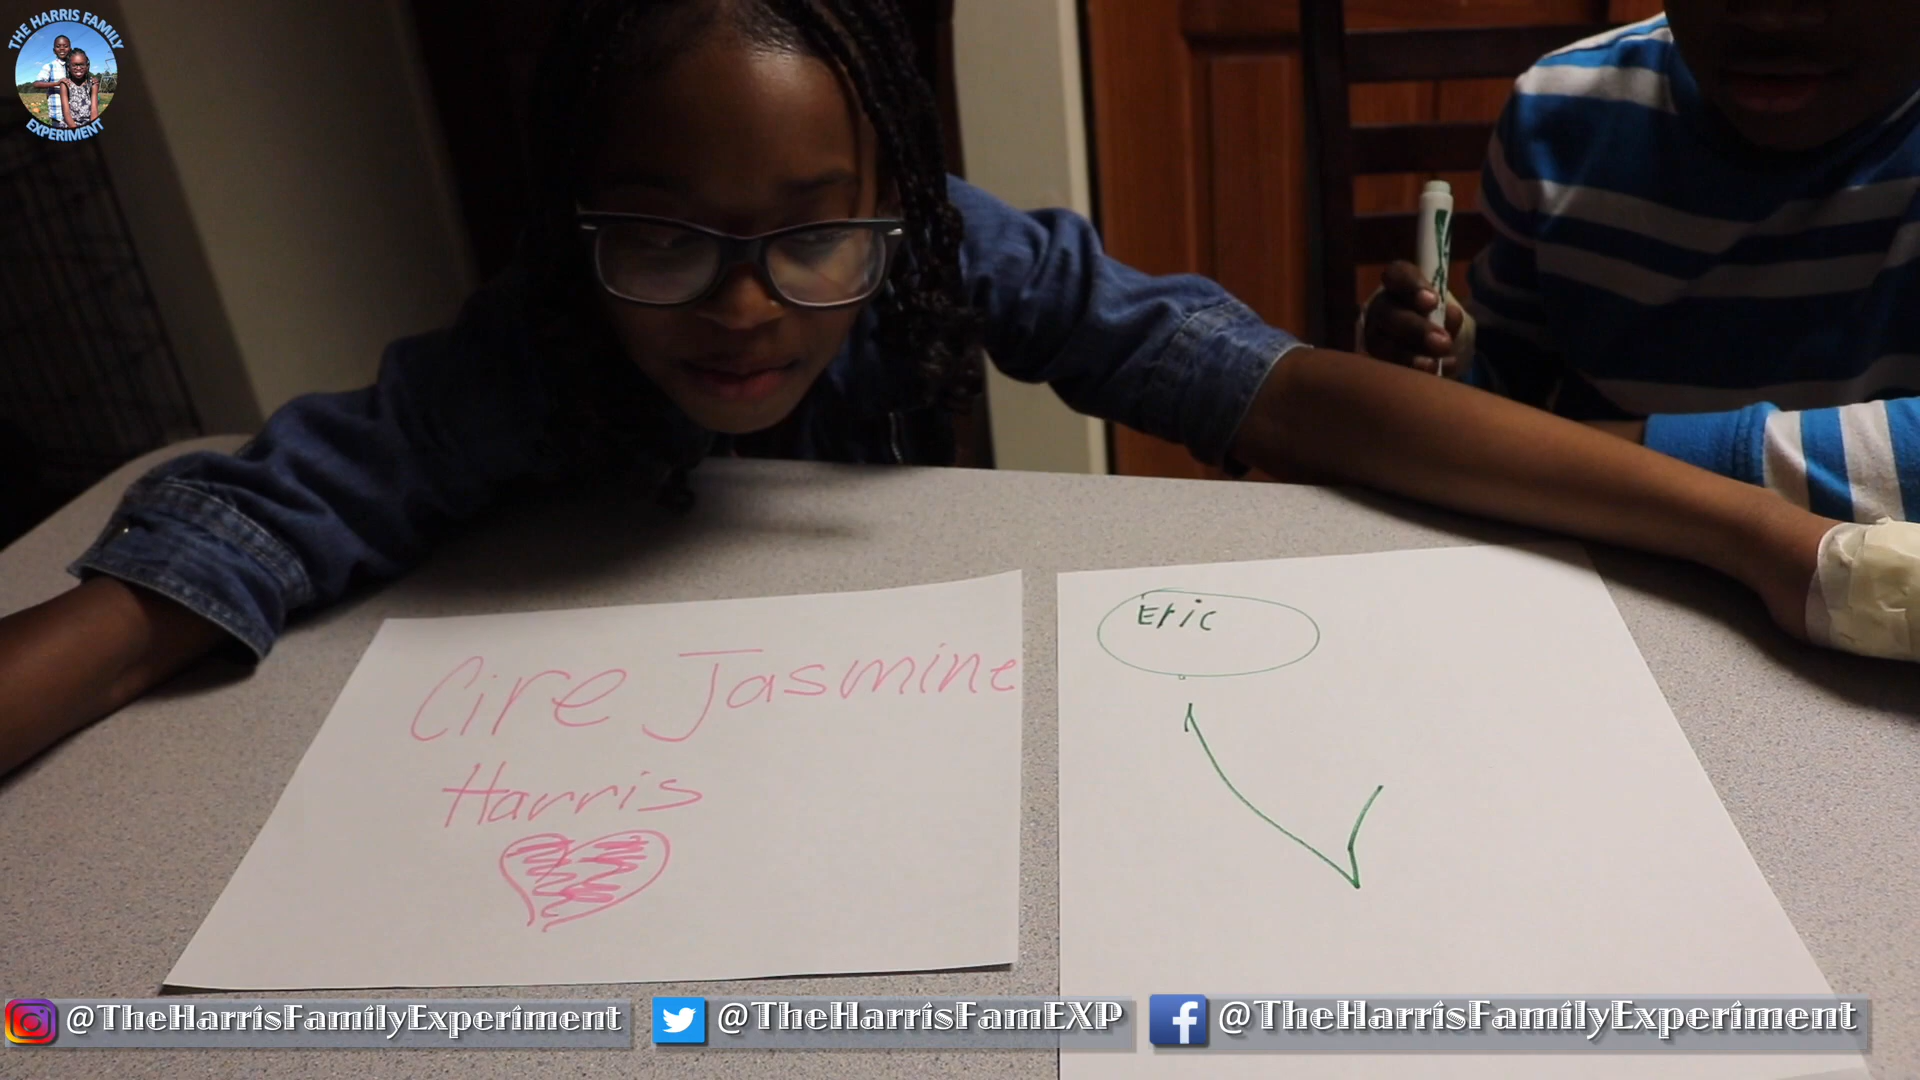 THE HARRIS FAMILY
EXPERIMENT
Cire Jasmine
Harris
Eric
@TheHarrisFamilyExperiment
@TheHarrisFamEXP
@TheHarrisFamilyExperiment